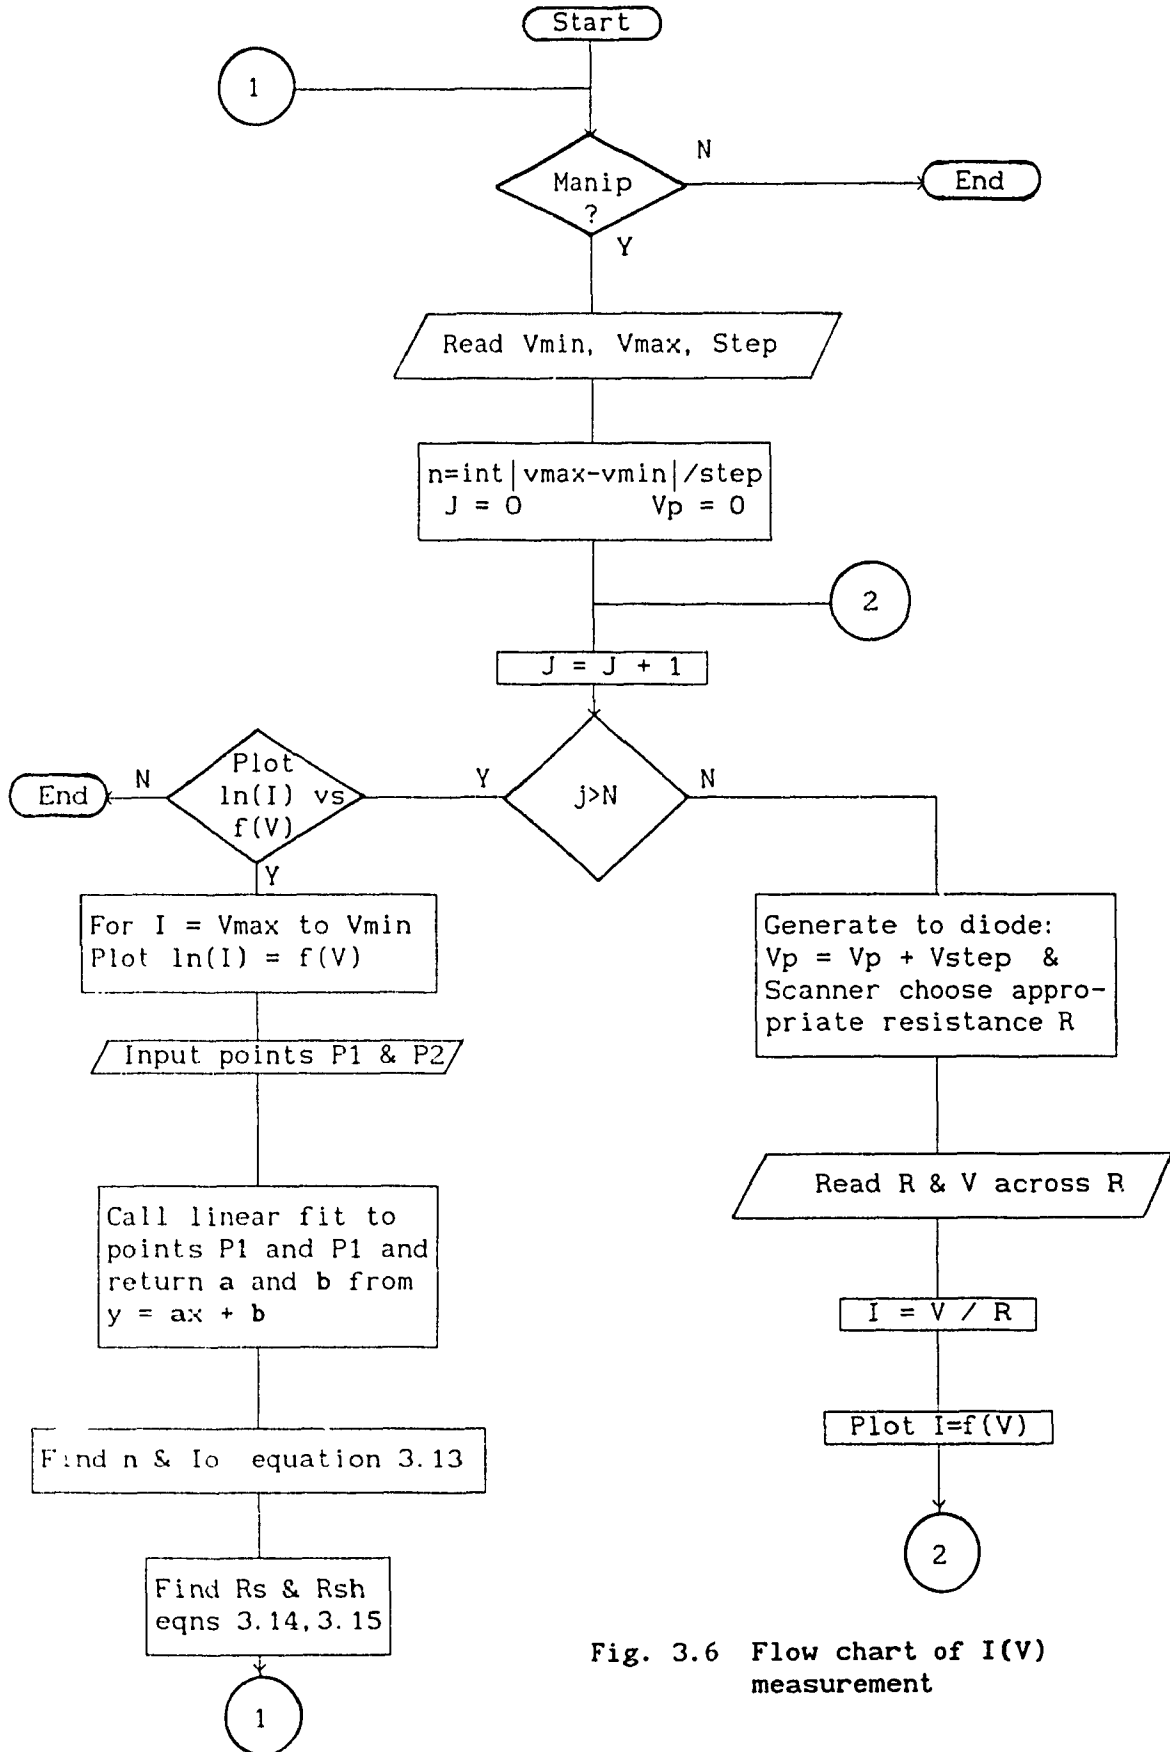 Start
1
Manip
?
N
End
Y
Read Vmin, Vmax, Step
n=int|vmax-vmin|/step
J = 0 Vp = 0
2
J = J + 1
j>N
Y
N
Plot
ln(I) vs
f(V)
N
End
Y
For I = Vmax to Vmin
Plot ln(I) = f(V)
Input points P1 & P2
Call linear fit to
points P1 and P1 and
return a and b from
y = ax + b
Find n & Io equation 3.13
Find Rs & Rsh
eqns 3.14,3.15
1
Generate to diode:
Vp = Vp + Vstep &
Scanner choose appro-
priate resistance R
Read R & V across R
I = V / R
Plot I=f(V)
2
Fig. 3.6 Flow chart of I(V)
measurement